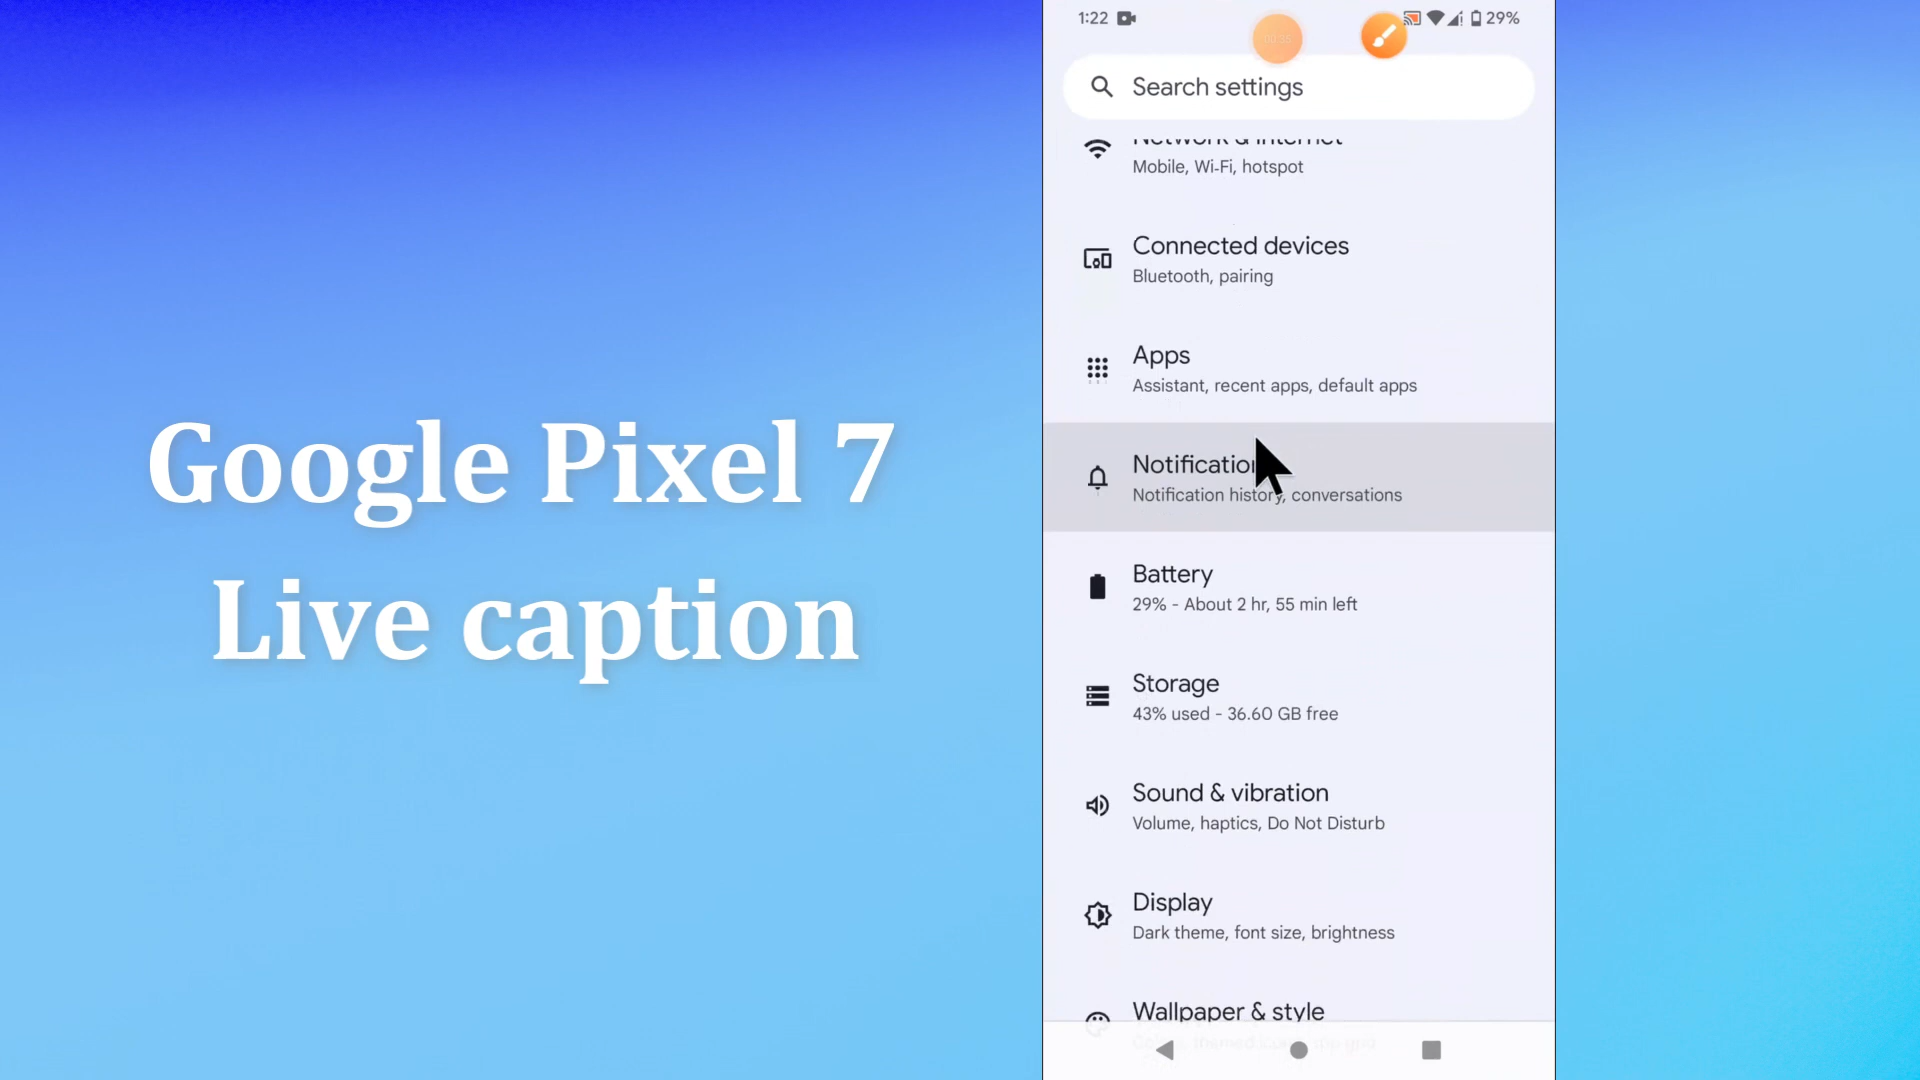 Google Pixel 7
Live caption
1:22
29%
Search settings
Network & internet
Mobile, Wi-Fi, hotspot
Connected devices
Bluetooth, pairing
Apps
Assistant, recent apps, default apps
Notification
Notification history, conversations
Battery
29% - About 2 hr, 55 min left
Storage
43% used - 36.60 GB free
Sound & vibration
Volume, haptics, Do Not Disturb
Display
Dark theme, font size, brightness
Wallpaper & style